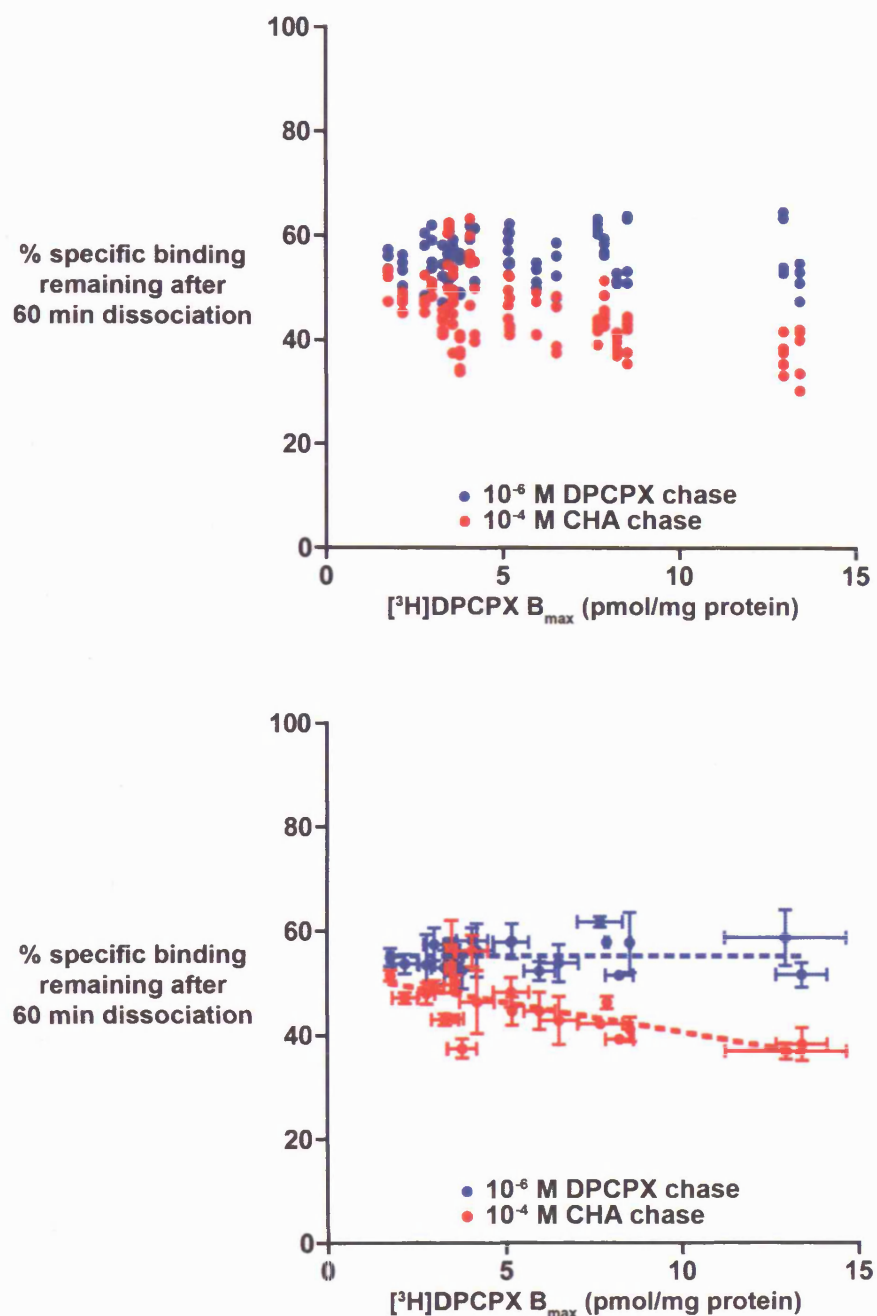 100
80
60
40
20
0
% specific binding
remaining after
60 min dissociation
10⁻⁶ M DPCPX chase
10⁻⁴ M CHA chase
0 5 10 15
[³H]DPCPX Bmax (pmol/mg protein)
100
80
60
40
20
0
% specific binding
remaining after
60 min dissociation
10⁻⁶ M DPCPX chase
10⁻⁴ M CHA chase
0 5 10 15
[³H]DPCPX Bmax (pmol/mg protein)